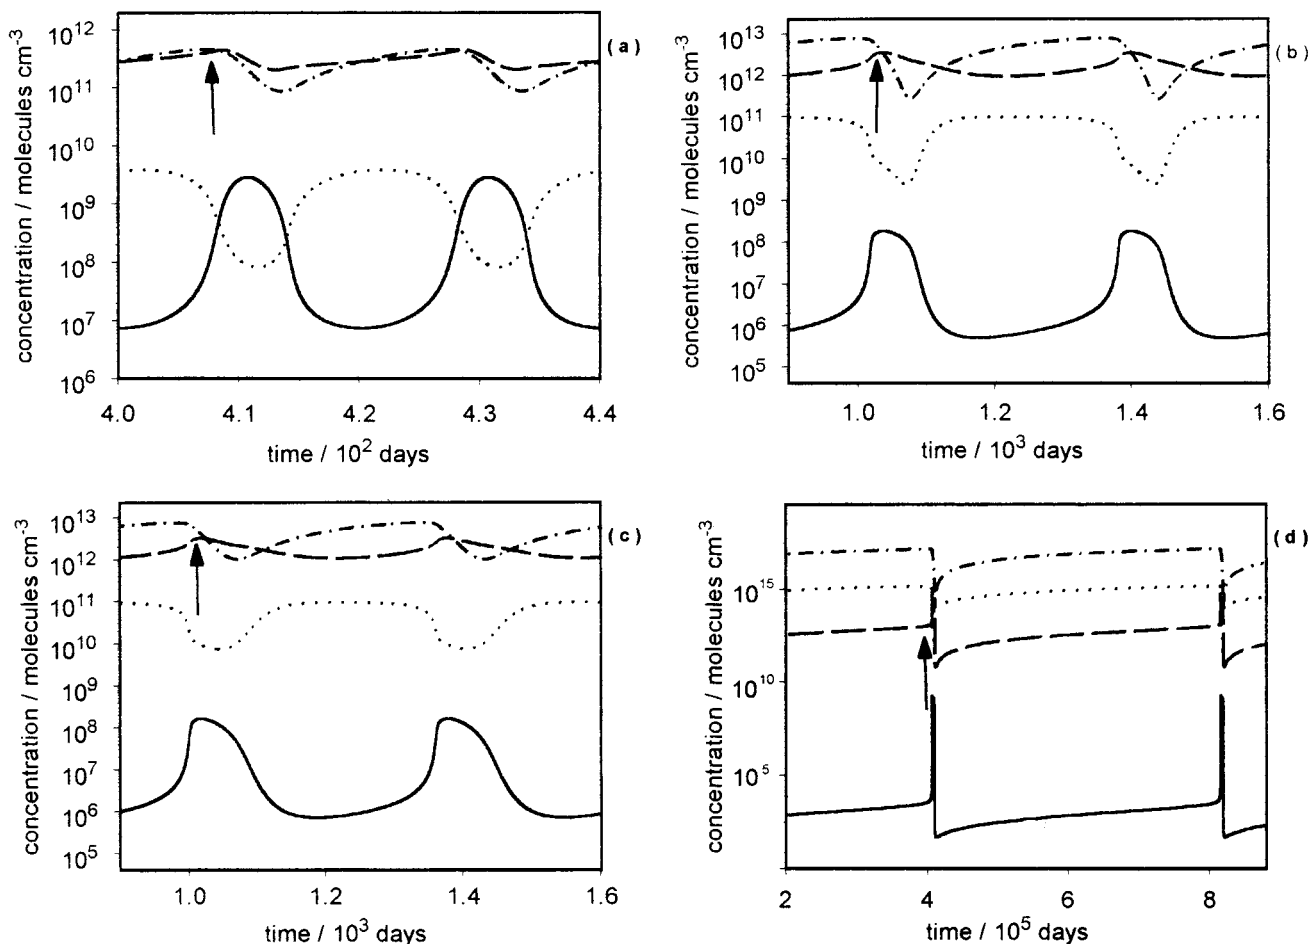 (a)
concentration / molecules cm⁻³
10¹²
10¹¹
10¹⁰
10⁹
10⁸
10⁷
10⁶
4.0 4.1 4.2 4.3 4.4
time / 10² days
(b)
concentration / molecules cm⁻³
10¹³
10¹²
10¹¹
10¹⁰
10⁹
10⁸
10⁷
10⁶
10⁵
1.0 1.2 1.4 1.6
time / 10³ days
(c)
concentration / molecules cm⁻³
10¹³
10¹²
10¹¹
10¹⁰
10⁹
10⁸
10⁷
10⁶
10⁵
1.0 1.2 1.4 1.6
time / 10³ days
(d)
concentration / molecules cm⁻³
10¹⁵
10¹⁰
10⁵
2 4 6 8
time / 10⁵ days